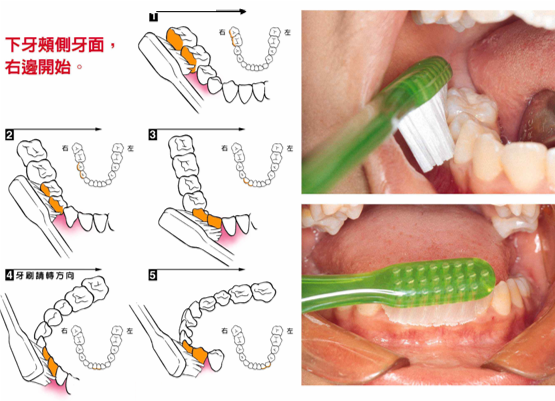 下牙頰側牙面，
右邊開始。
1
右 左
2
右 左
3
右 左
4 牙刷請轉方向
右 左
5
右 左